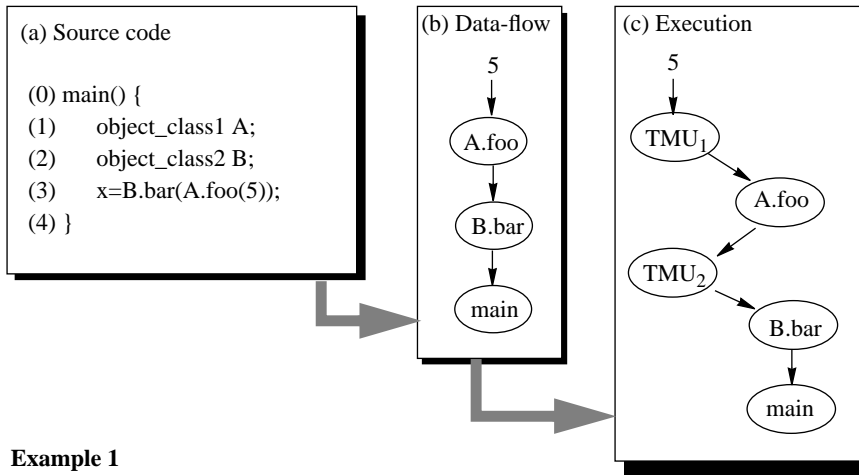 (a) Source code
(0) main() {
(1) object_class1 A;
(2) object_class2 B;
(3) x=B.bar(A.foo(5));
(4) }
(b) Data-flow
5
A.foo
B.bar
main
(c) Execution
5
TMU1
A.foo
TMU2
B.bar
main
Example 1